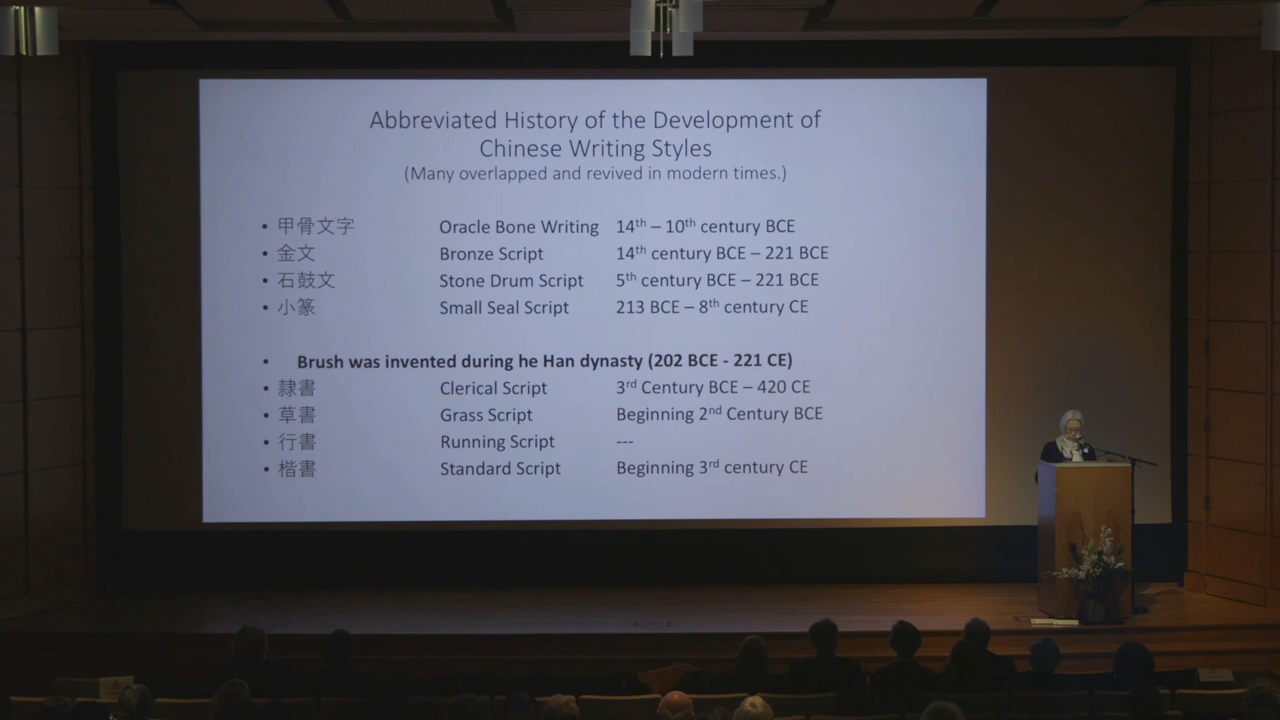 Abbreviated History of the Development of
Chinese Writing Styles
(Many overlapped and revived in modern times.)
• 甲骨文字 Oracle Bone Writing 14th – 10th century BCE
• 金文 Bronze Script 14th century BCE – 221 BCE
• 石鼓文 Stone Drum Script 5th century BCE – 221 BCE
• 小篆 Small Seal Script 213 BCE – 8th century CE
• Brush was invented during he Han dynasty (202 BCE - 221 CE)
• 隸書 Clerical Script 3rd Century BCE – 420 CE
• 草書 Grass Script Beginning 2nd Century BCE
• 行書 Running Script ---
• 楷書 Standard Script Beginning 3rd century CE